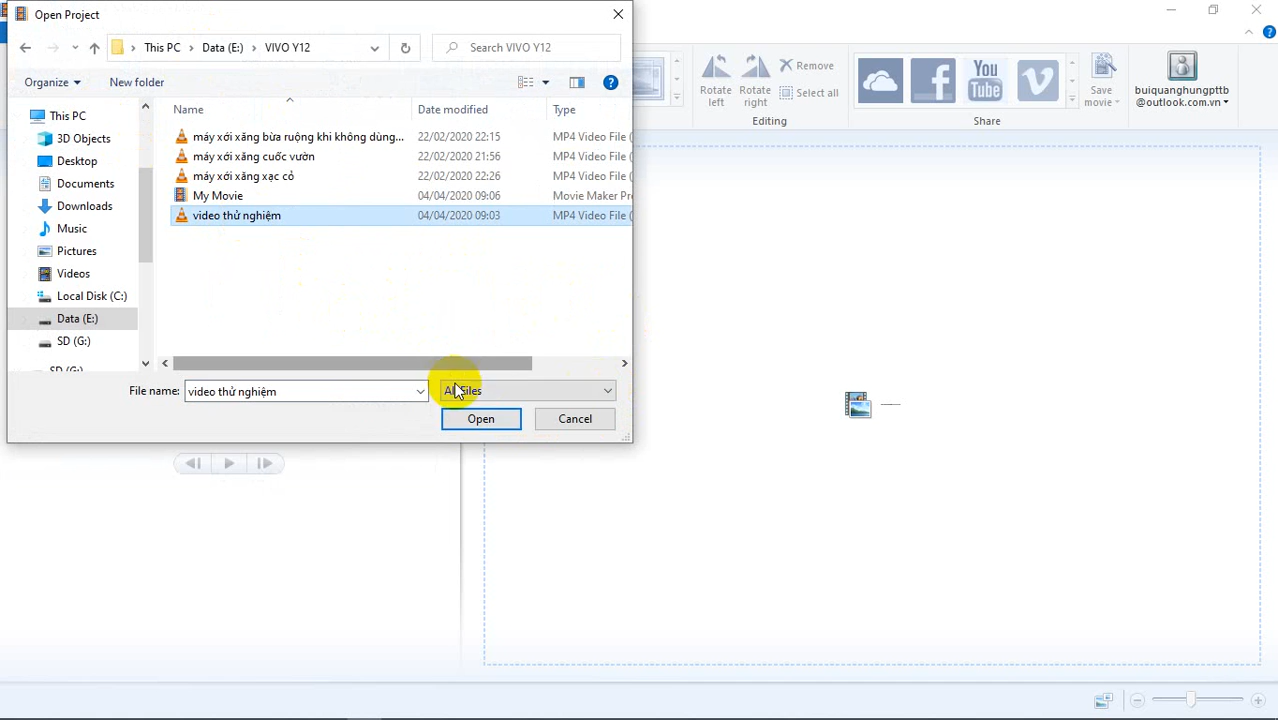 Open Project
This PC > Data (E:) > VIVO Y12
Search VIVO Y12
Organize
New folder
This PC
3D Objects
Desktop
Documents
Downloads
Music
Pictures
Videos
Local Disk (C:)
Data (E:)
SD (G:)
SD (G:)
Name Date modified Type
máy xới xăng bừa ruộng khi không dùng... 22/02/2020 22:15 MP4 Video File (
máy xới xăng cuốc vườn 22/02/2020 21:56 MP4 Video File (
máy xới xăng xạc cỏ 22/02/2020 22:26 MP4 Video File (
My Movie 04/04/2020 09:06 Movie Maker Pr
video thử nghiệm 04/04/2020 09:03 MP4 Video File (
File name: video thử nghiệm
All Files
Open
Cancel
Rotate left
Rotate right
Remove
Select all
Editing
f
You Tube
Share
Save movie
buiquanghungpttb
@outlook.com.vn